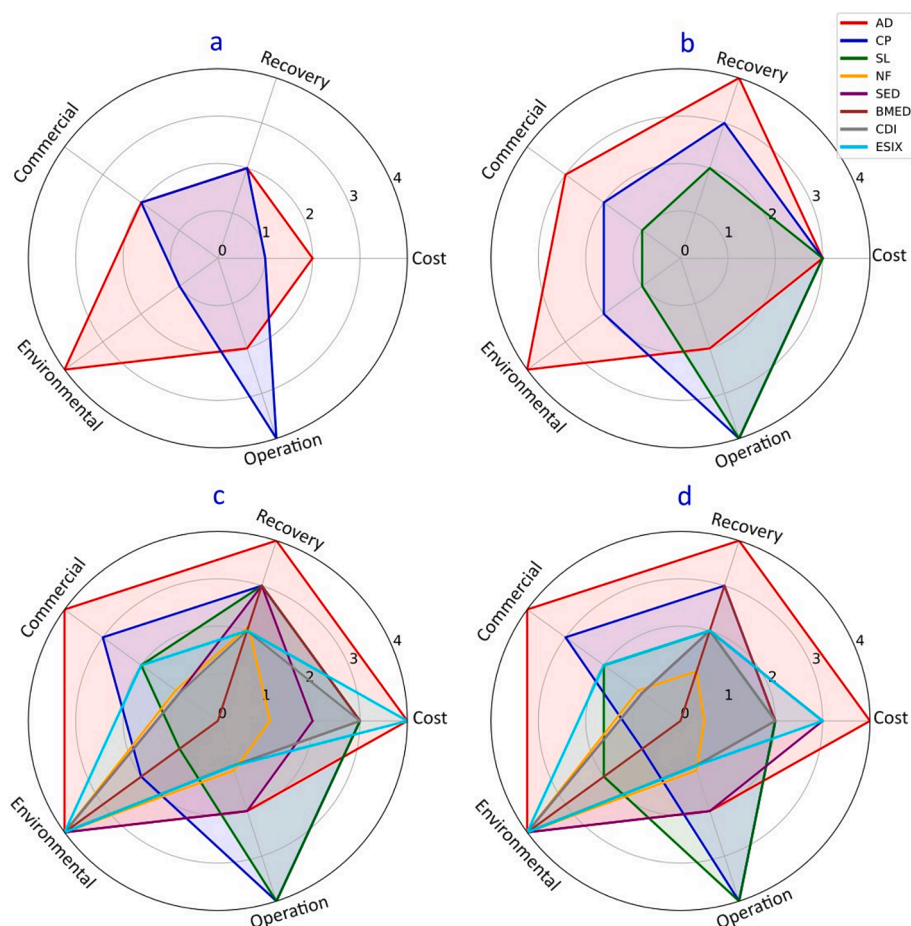 a
Recovery
Commercial
4
3
2
1
0
Cost
Environmental
Operation
b
Recovery
Commercial
4
3
2
1
0
Cost
Environmental
Operation
AD
CP
SL
NF
SED
BMED
CDI
ESIX
c
Recovery
Commercial
4
3
2
1
0
Cost
Environmental
Operation
d
Recovery
Commercial
4
3
2
1
0
Cost
Environmental
Operation